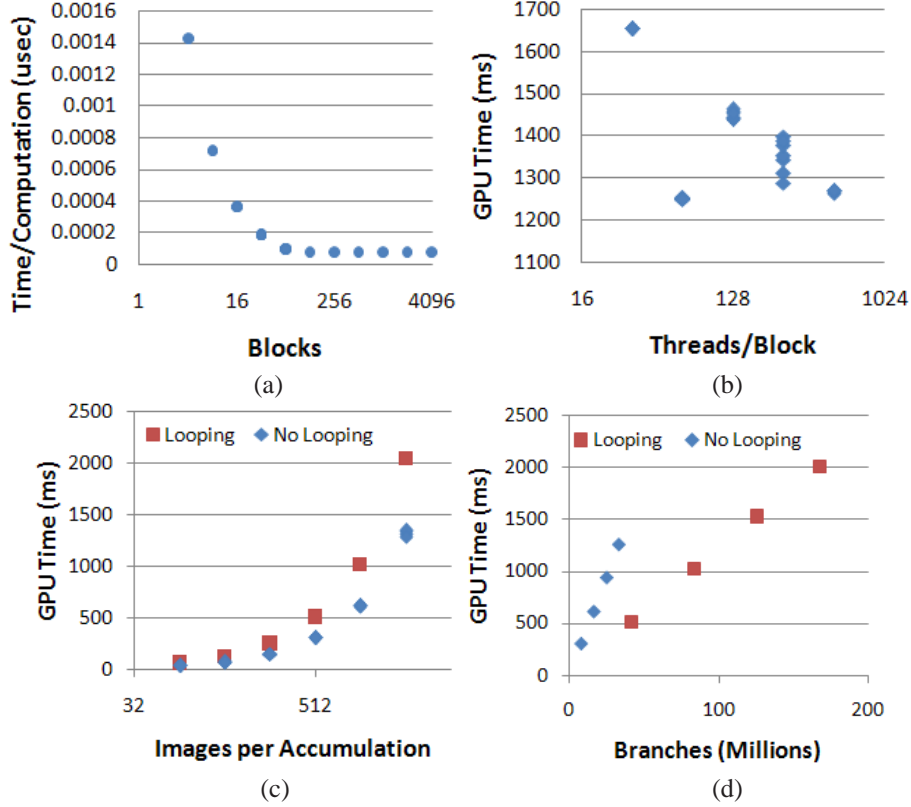 0.0016
0.0014
0.0012
0.001
0.0008
0.0006
0.0004
0.0002
0
Time/Computation (usec)
1
16
256
4096
Blocks
(a)
1700
1600
1500
1400
1300
1200
1100
GPU Time (ms)
16
128
1024
Threads/Block
(b)
2500
2000
1500
1000
500
0
GPU Time (ms)
Looping
No Looping
32
512
Images per Accumulation
(c)
2500
2000
1500
1000
500
0
GPU Time (ms)
Looping
No Looping
0
100
200
Branches (Millions)
(d)